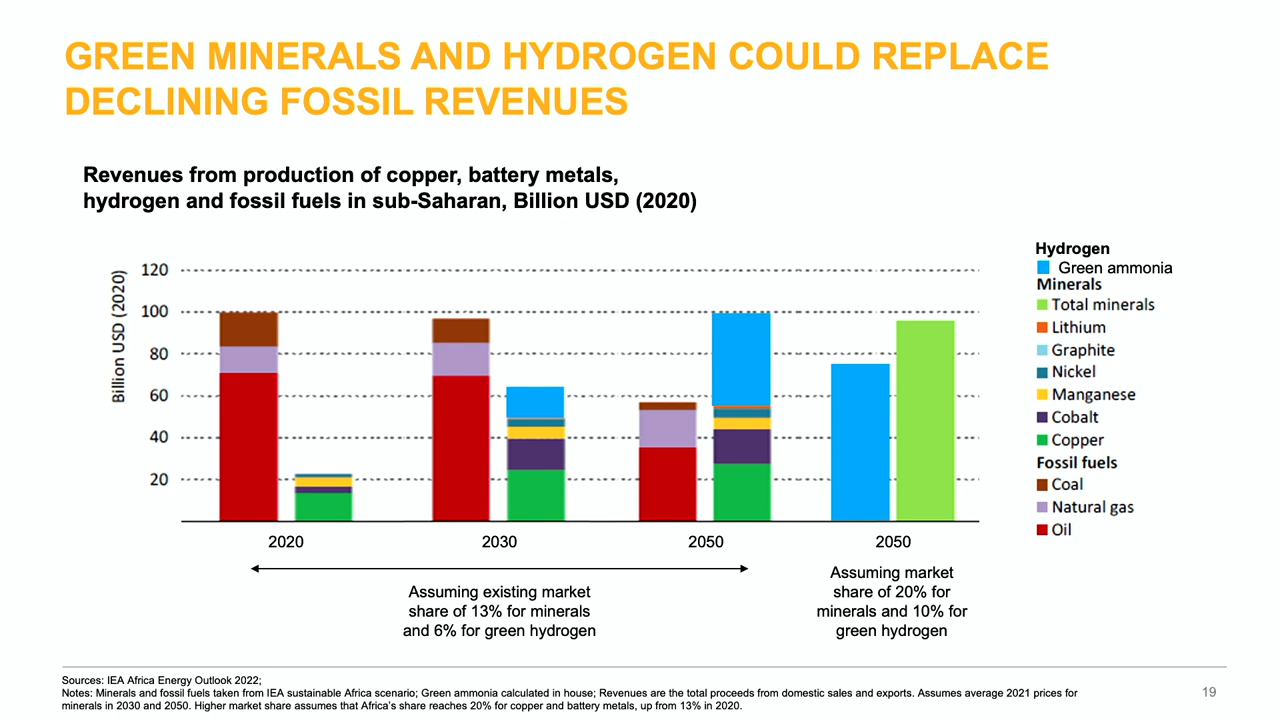 GREEN MINERALS AND HYDROGEN COULD REPLACE
DECLINING FOSSIL REVENUES
Revenues from production of copper, battery metals,
hydrogen and fossil fuels in sub-Saharan, Billion USD (2020)
Billion USD (2020)
120
100
80
60
40
20
2020
2030
2050
2050
Assuming existing market
share of 13% for minerals
and 6% for green hydrogen
Assuming market
share of 20% for
minerals and 10% for
green hydrogen
Hydrogen
Green ammonia
Minerals
Total minerals
Lithium
Graphite
Nickel
Manganese
Cobalt
Copper
Fossil fuels
Coal
Natural gas
Oil
Sources: IEA Africa Energy Outlook 2022;
Notes: Minerals and fossil fuels taken from IEA sustainable Africa scenario; Green ammonia calculated in house; Revenues are the total proceeds from domestic sales and exports. Assumes average 2021 prices for
minerals in 2030 and 2050. Higher market share assumes that Africa's share reaches 20% for copper and battery metals, up from 13% in 2020.
19